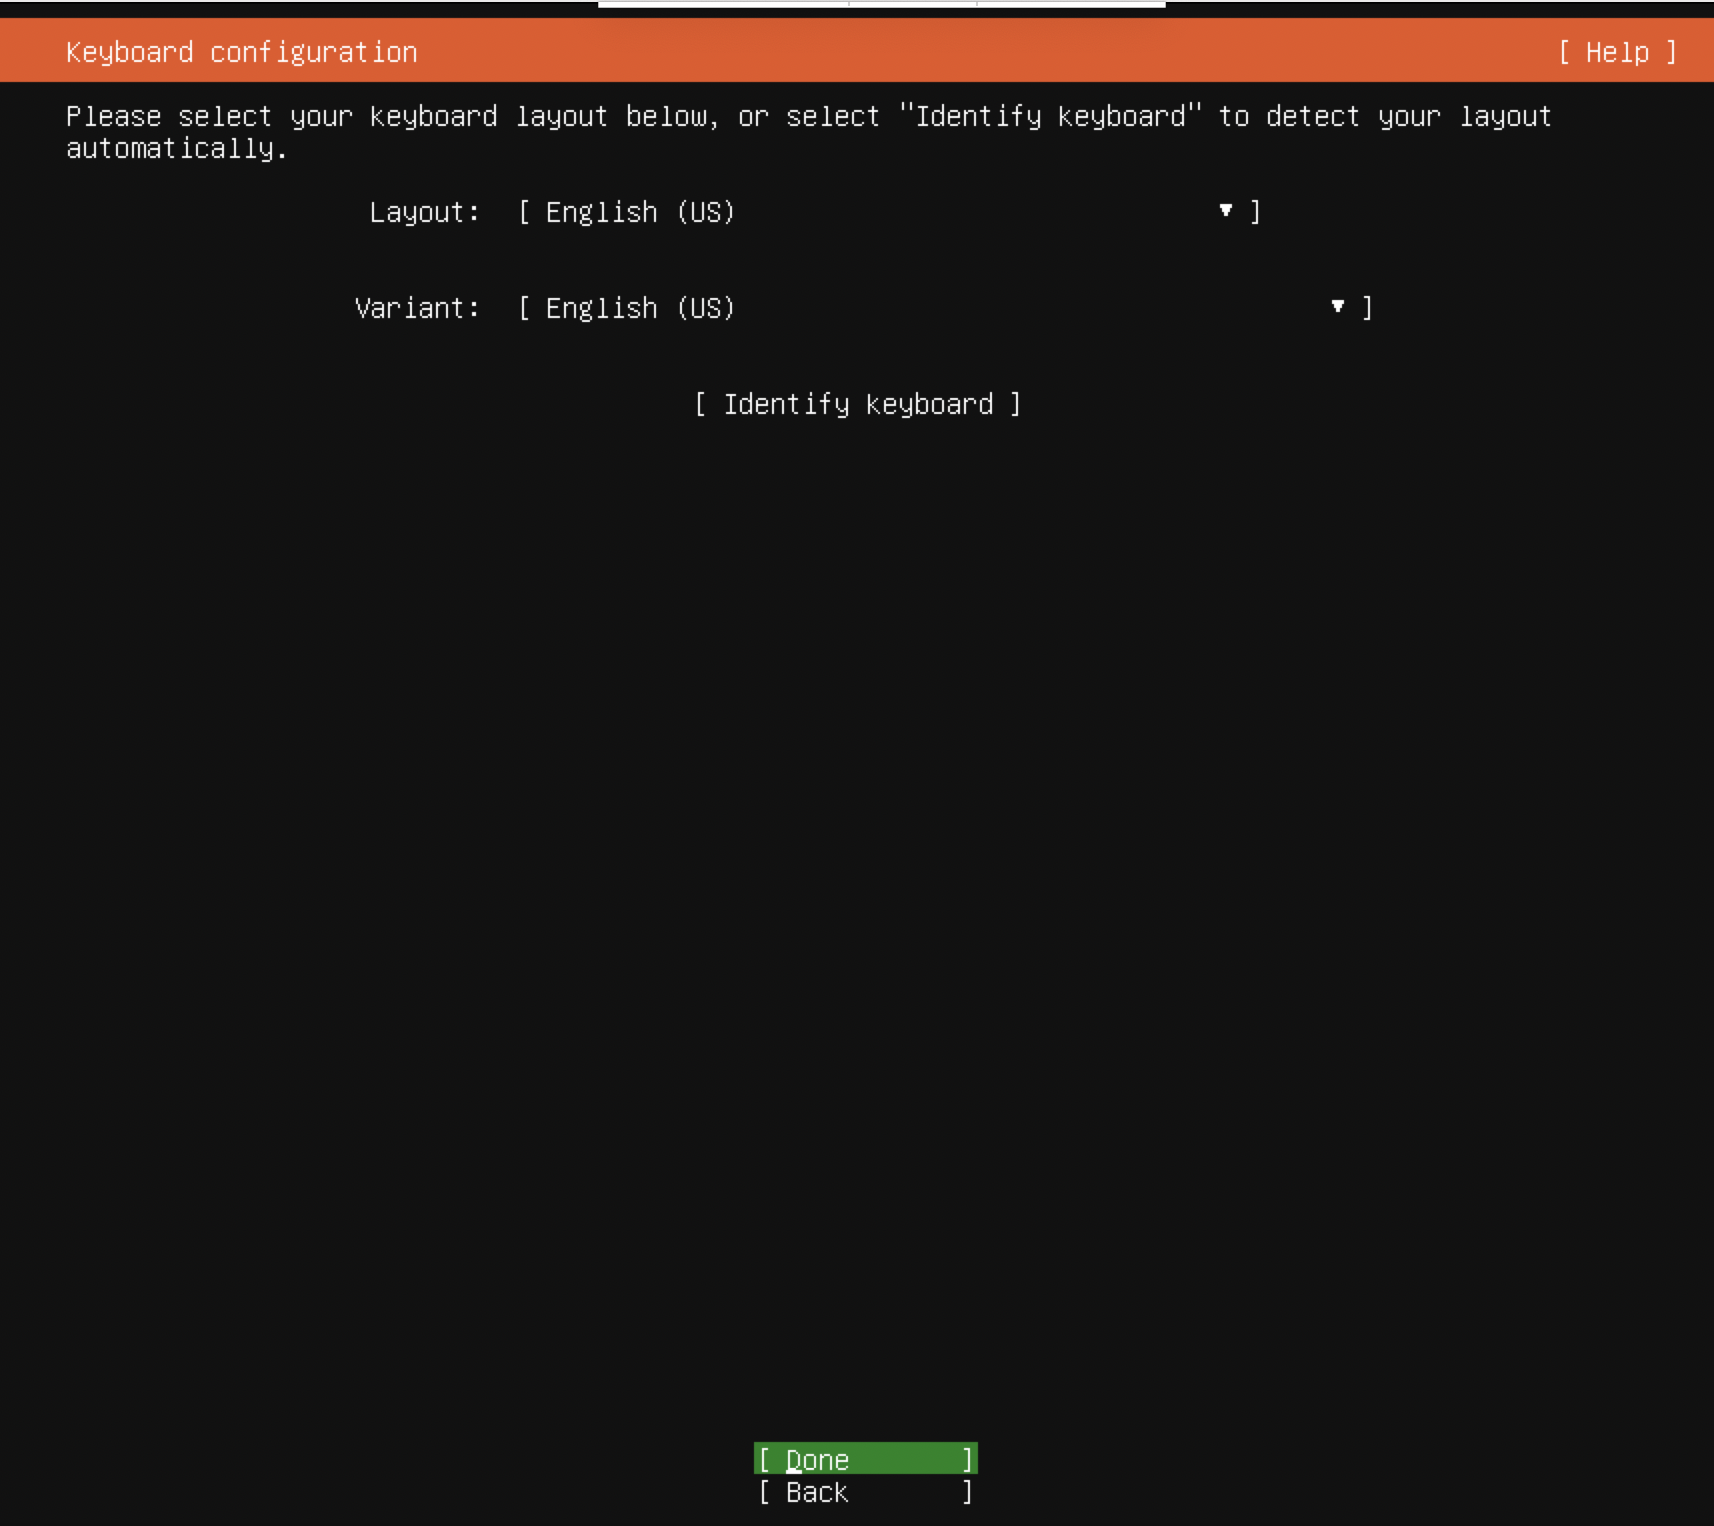 Keyboard configuration [ Help ]
Please select your keyboard layout below, or select "Identify keyboard" to detect your layout
automatically.
Layout: [ English (US) ▼ ]
Variant: [ English (US) ▼ ]
[ Identify keyboard ]
[ Done ]
[ Back ]